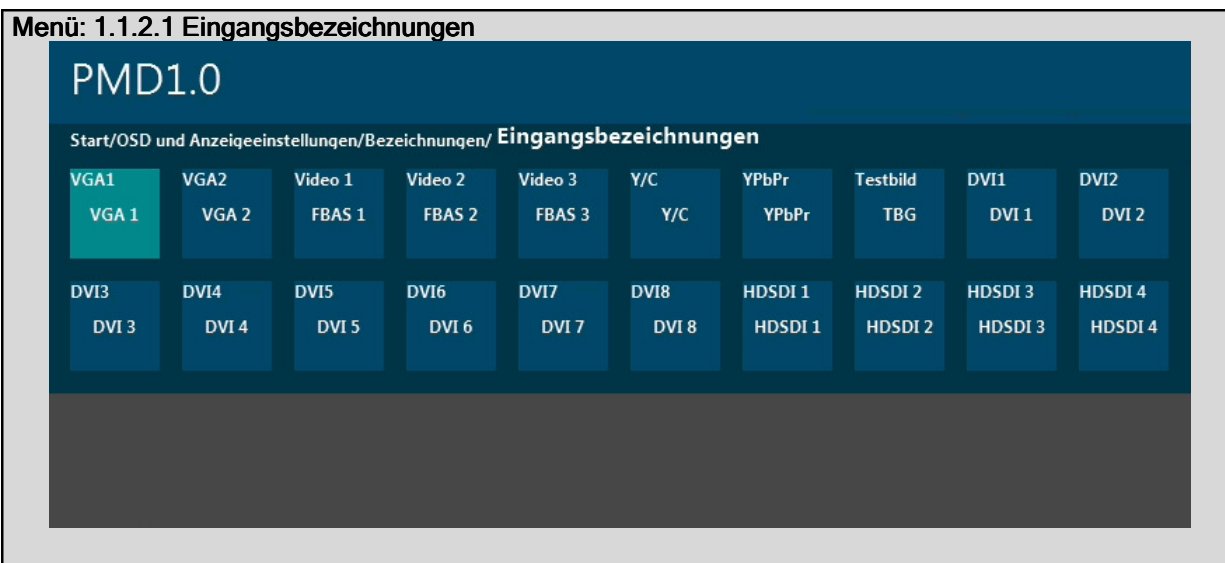 Menü: 1.1.2.1 Eingangsbezeichnungen
PMD1.0
Start/OSD und Anzeigeeinstellungen/Bezeichnungen/ Eingangsbezeichnungen
VGA1 VGA2 Video 1 Video 2 Video 3 Y/C YPbPr Testbild DVI1 DVI2
VGA 1 VGA 2 FBAS 1 FBAS 2 FBAS 3 Y/C YPbPr TBG DVI 1 DVI 2
DVI3 DVI4 DVI5 DVI6 DVI7 DVI8 HDSDI 1 HDSDI 2 HDSDI 3 HDSDI 4
DVI 3 DVI 4 DVI 5 DVI 6 DVI 7 DVI 8 HDSDI 1 HDSDI 2 HDSDI 3 HDSDI 4